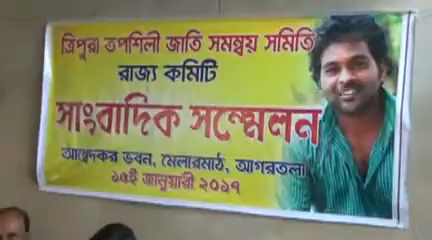 ত্রিপুরা তপশিলী জাতি সমন্বয় সমিতি
রাজ্য কমিটি
সাংবাদিক সম্মেলন
আম্বেদকর ভবন, মেলারমাঠ, আগরতলা
১৫ই জানুয়ারী ২০১৭